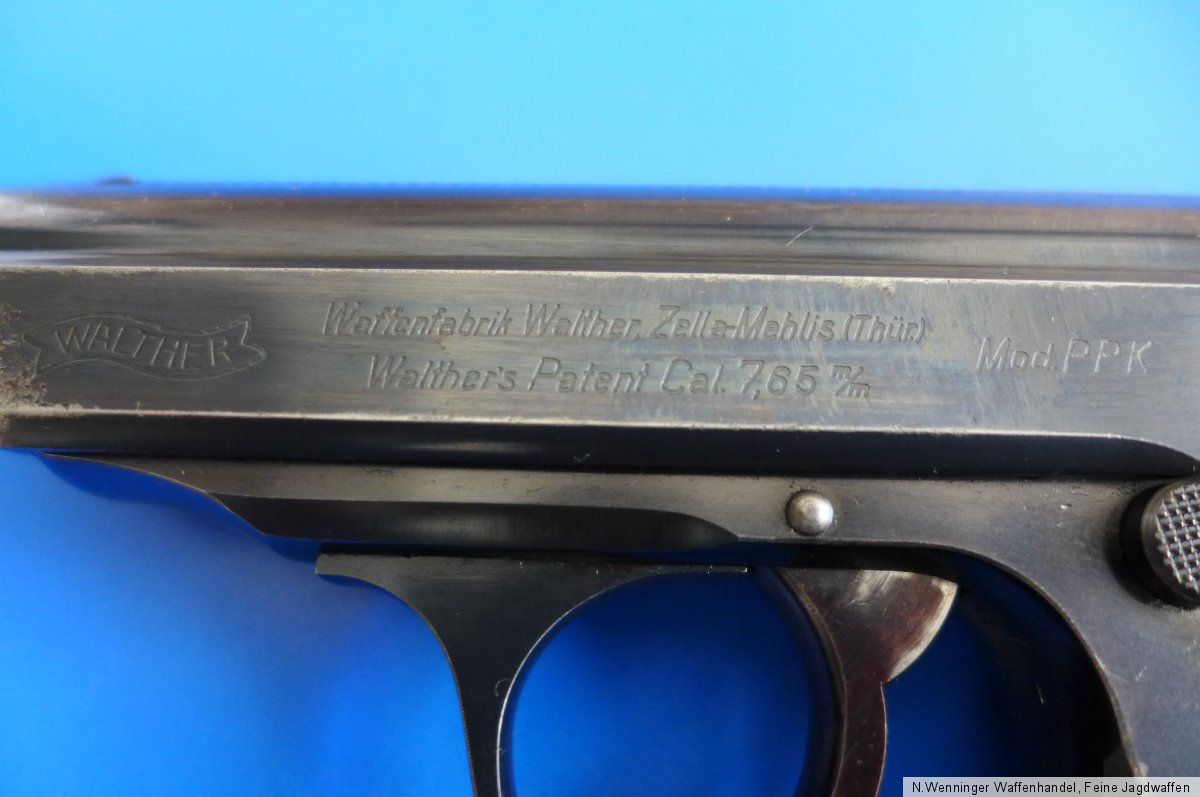 WALTHER
Waffenfabrik Walther, Zella-Mehlis (Thür.)
Walther's Patent Cal. 7,65 m/m
Mod. PPK
N.Wenninger Waffenhandel, Feine Jagdwaffen